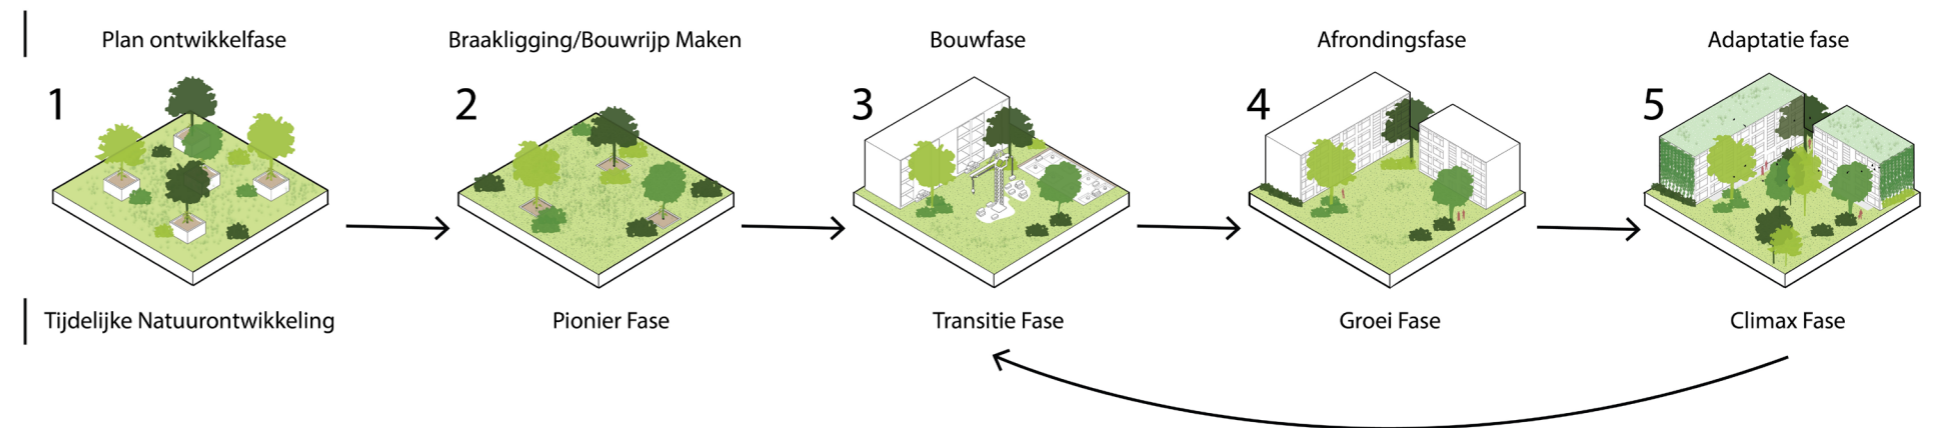 Plan ontwikkelfase
Braakligging/Bouwrijp Maken
Bouwfase
Afrondingsfase
Adaptatie fase
1
2
3
4
5
Tijdelijke Natuurontwikkeling
Pionier Fase
Transitie Fase
Groei Fase
Climax Fase